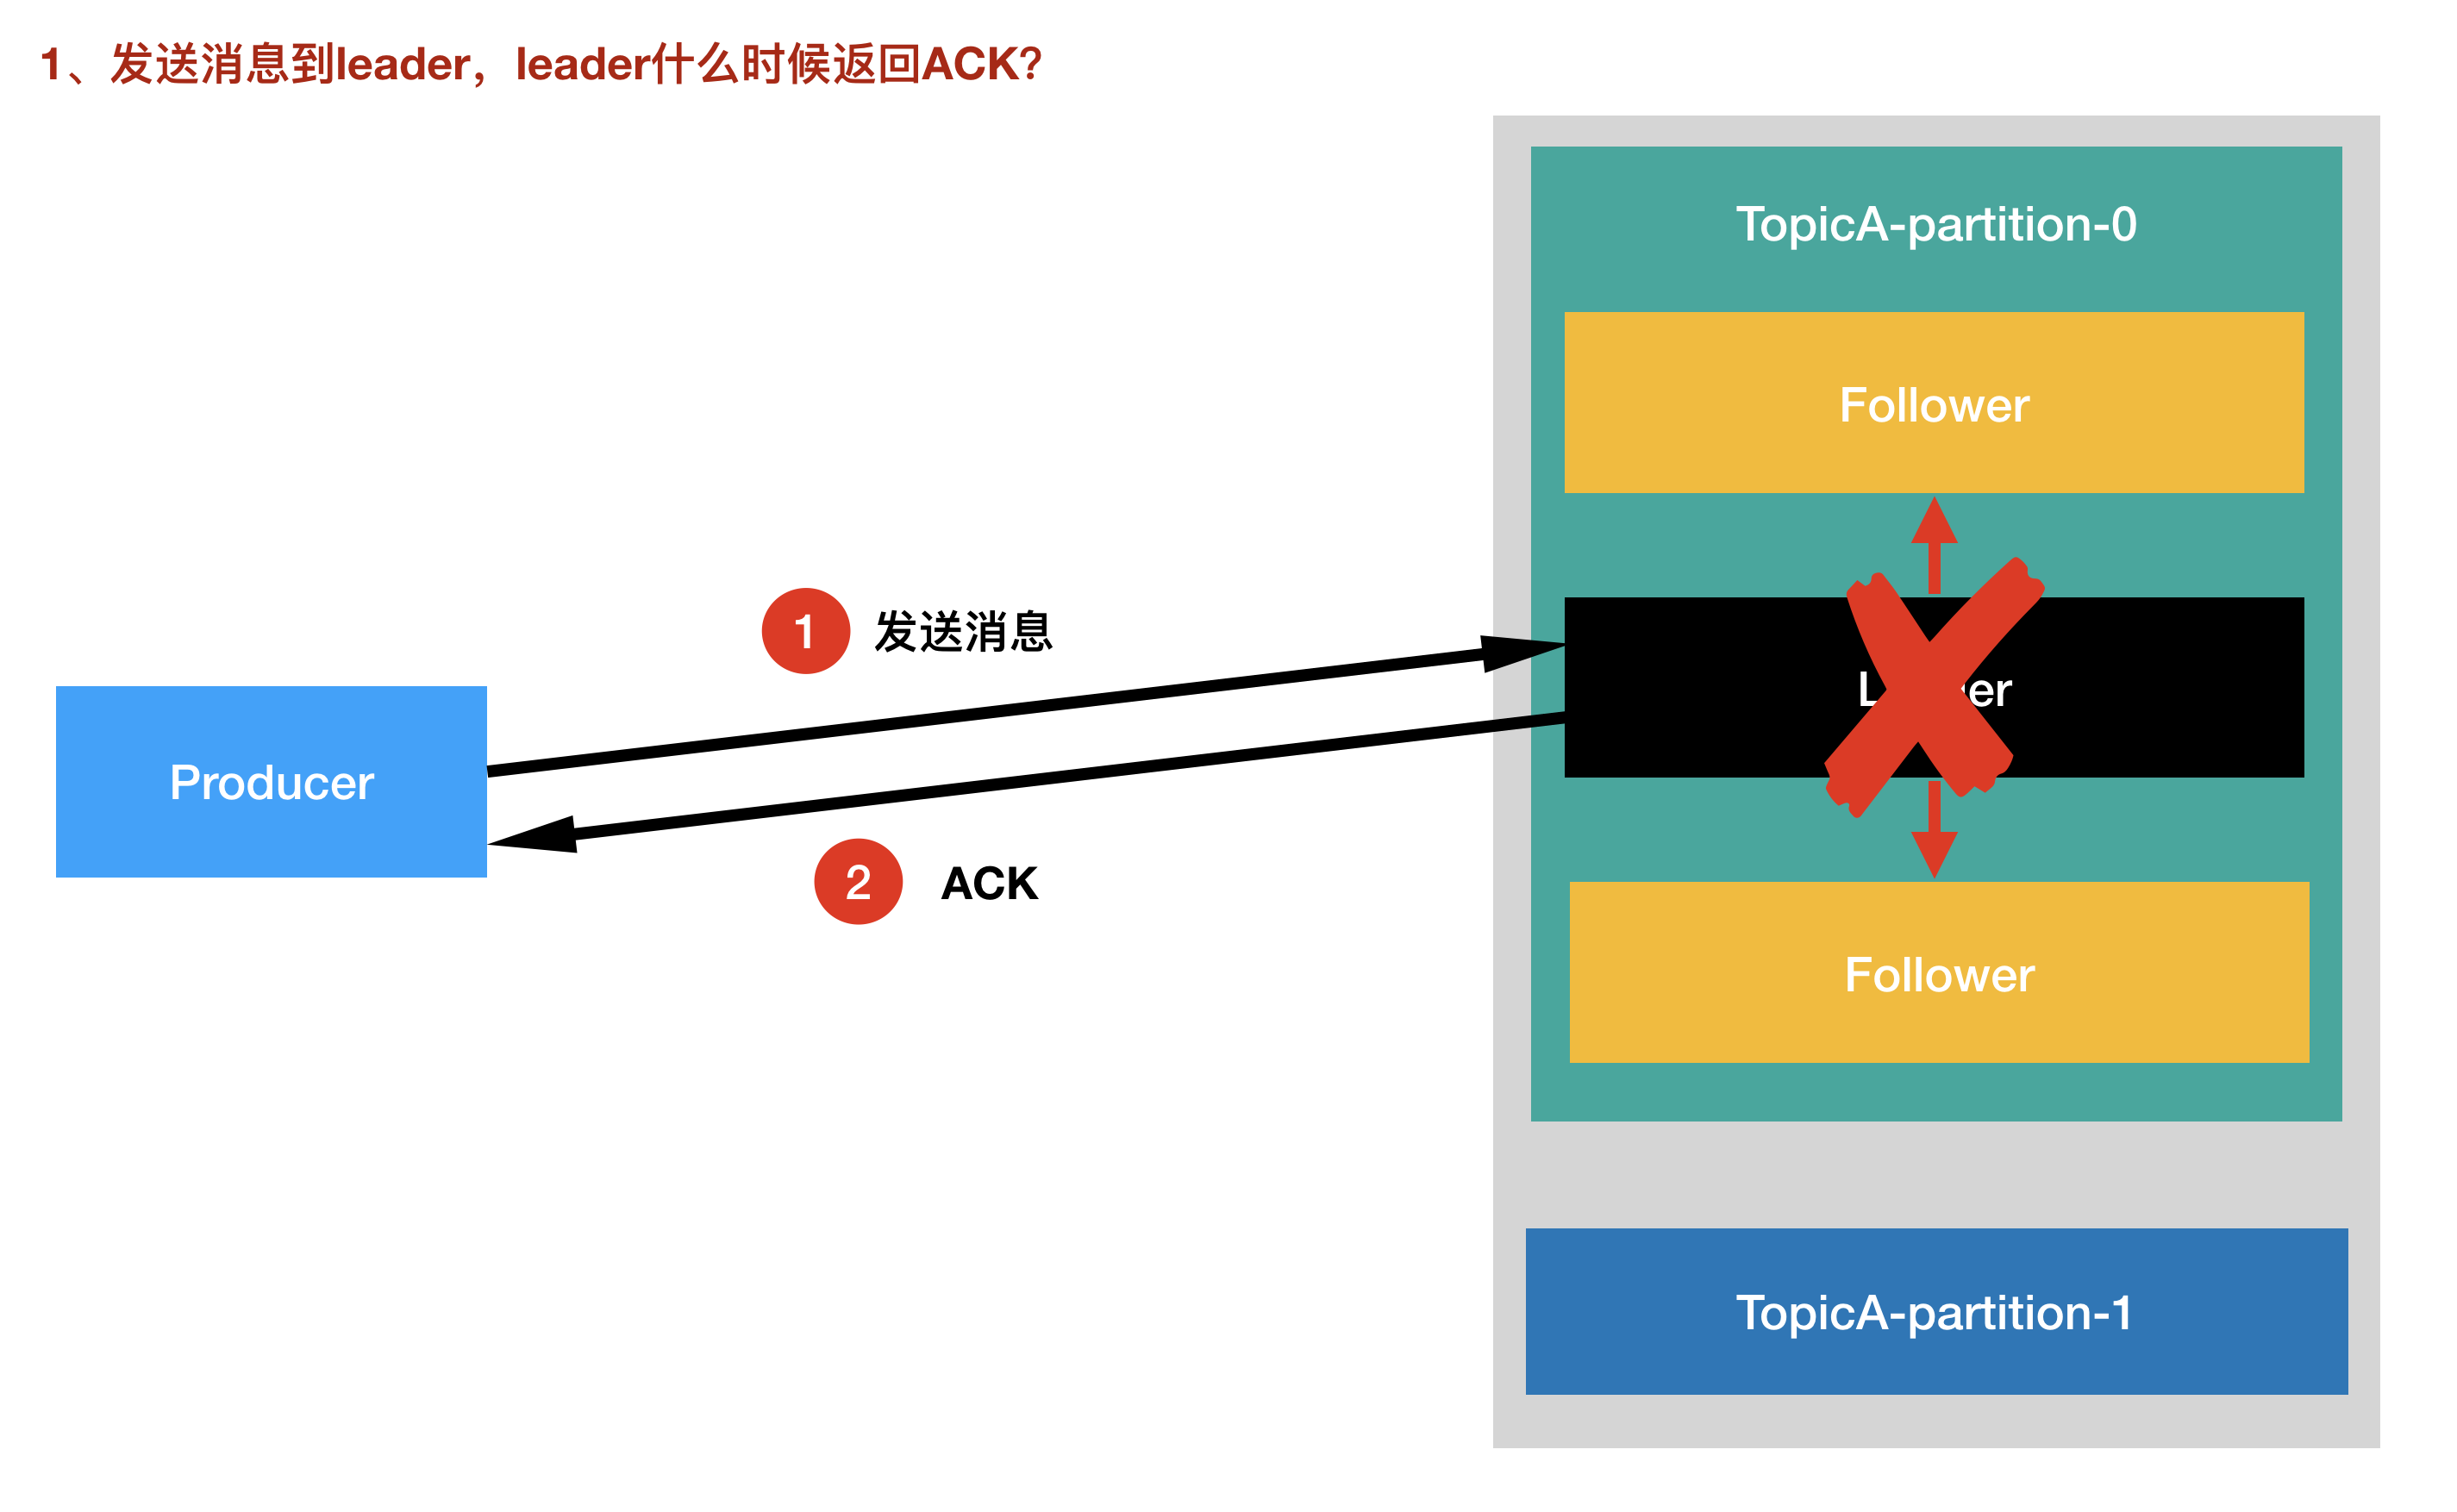 1、发送消息到leader，leader什么时候返回ACK？
TopicA-partition-0
Follower
1
发送消息
Producer
2
ACK
Follower
TopicA-partition-1